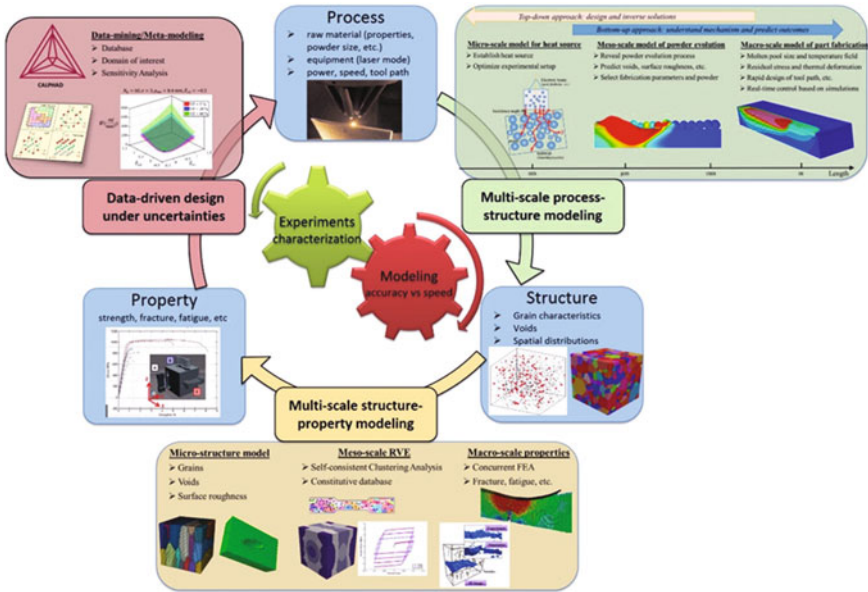 Data-mining/Meta-modeling
➢ Database
➢ Domain of interest
➢ Sensitivity Analysis
CALPHAD
Process
➢ raw material (properties,
powder size, etc.)
➢ equipment (laser mode)
➢ power, speed, tool path
Top-down approach: design and inverse solutions
Bottom-up approach: understand mechanism and predict outcomes
Micro-scale model for heat source
➢ Establish heat source
➢ Optimize experimental setup
Meso-scale model of powder evolution
➢ Reveal powder evolution process
➢ Predict voids, surface roughness, etc.
➢ Select fabrication parameters and powder
Macro-scale model of part fabrication
➢ Molten pool size and temperature field
➢ Residual stress and thermal deformation
➢ Rapid design of tool path, etc.
➢ Real-time control based on simulations
nm
μm
mm
m
Length
Data-driven design
under uncertainties
Experiments
characterization
Modeling
accuracy vs speed
Multi-scale process-
structure modeling
Property
strength, fracture, fatigue, etc
Structure
➢ Grain characteristics
➢ Voids
➢ Spatial distributions
Multi-scale structure-
property modeling
Micro-structure model
➢ Grains
➢ Voids
➢ Surface roughness
Meso-scale RVE
➢ Self-consistent Clustering Analysis
➢ Constitutive database
Macro-scale properties
➢ Concurrent FEA
➢ Fracture, fatigue, etc.